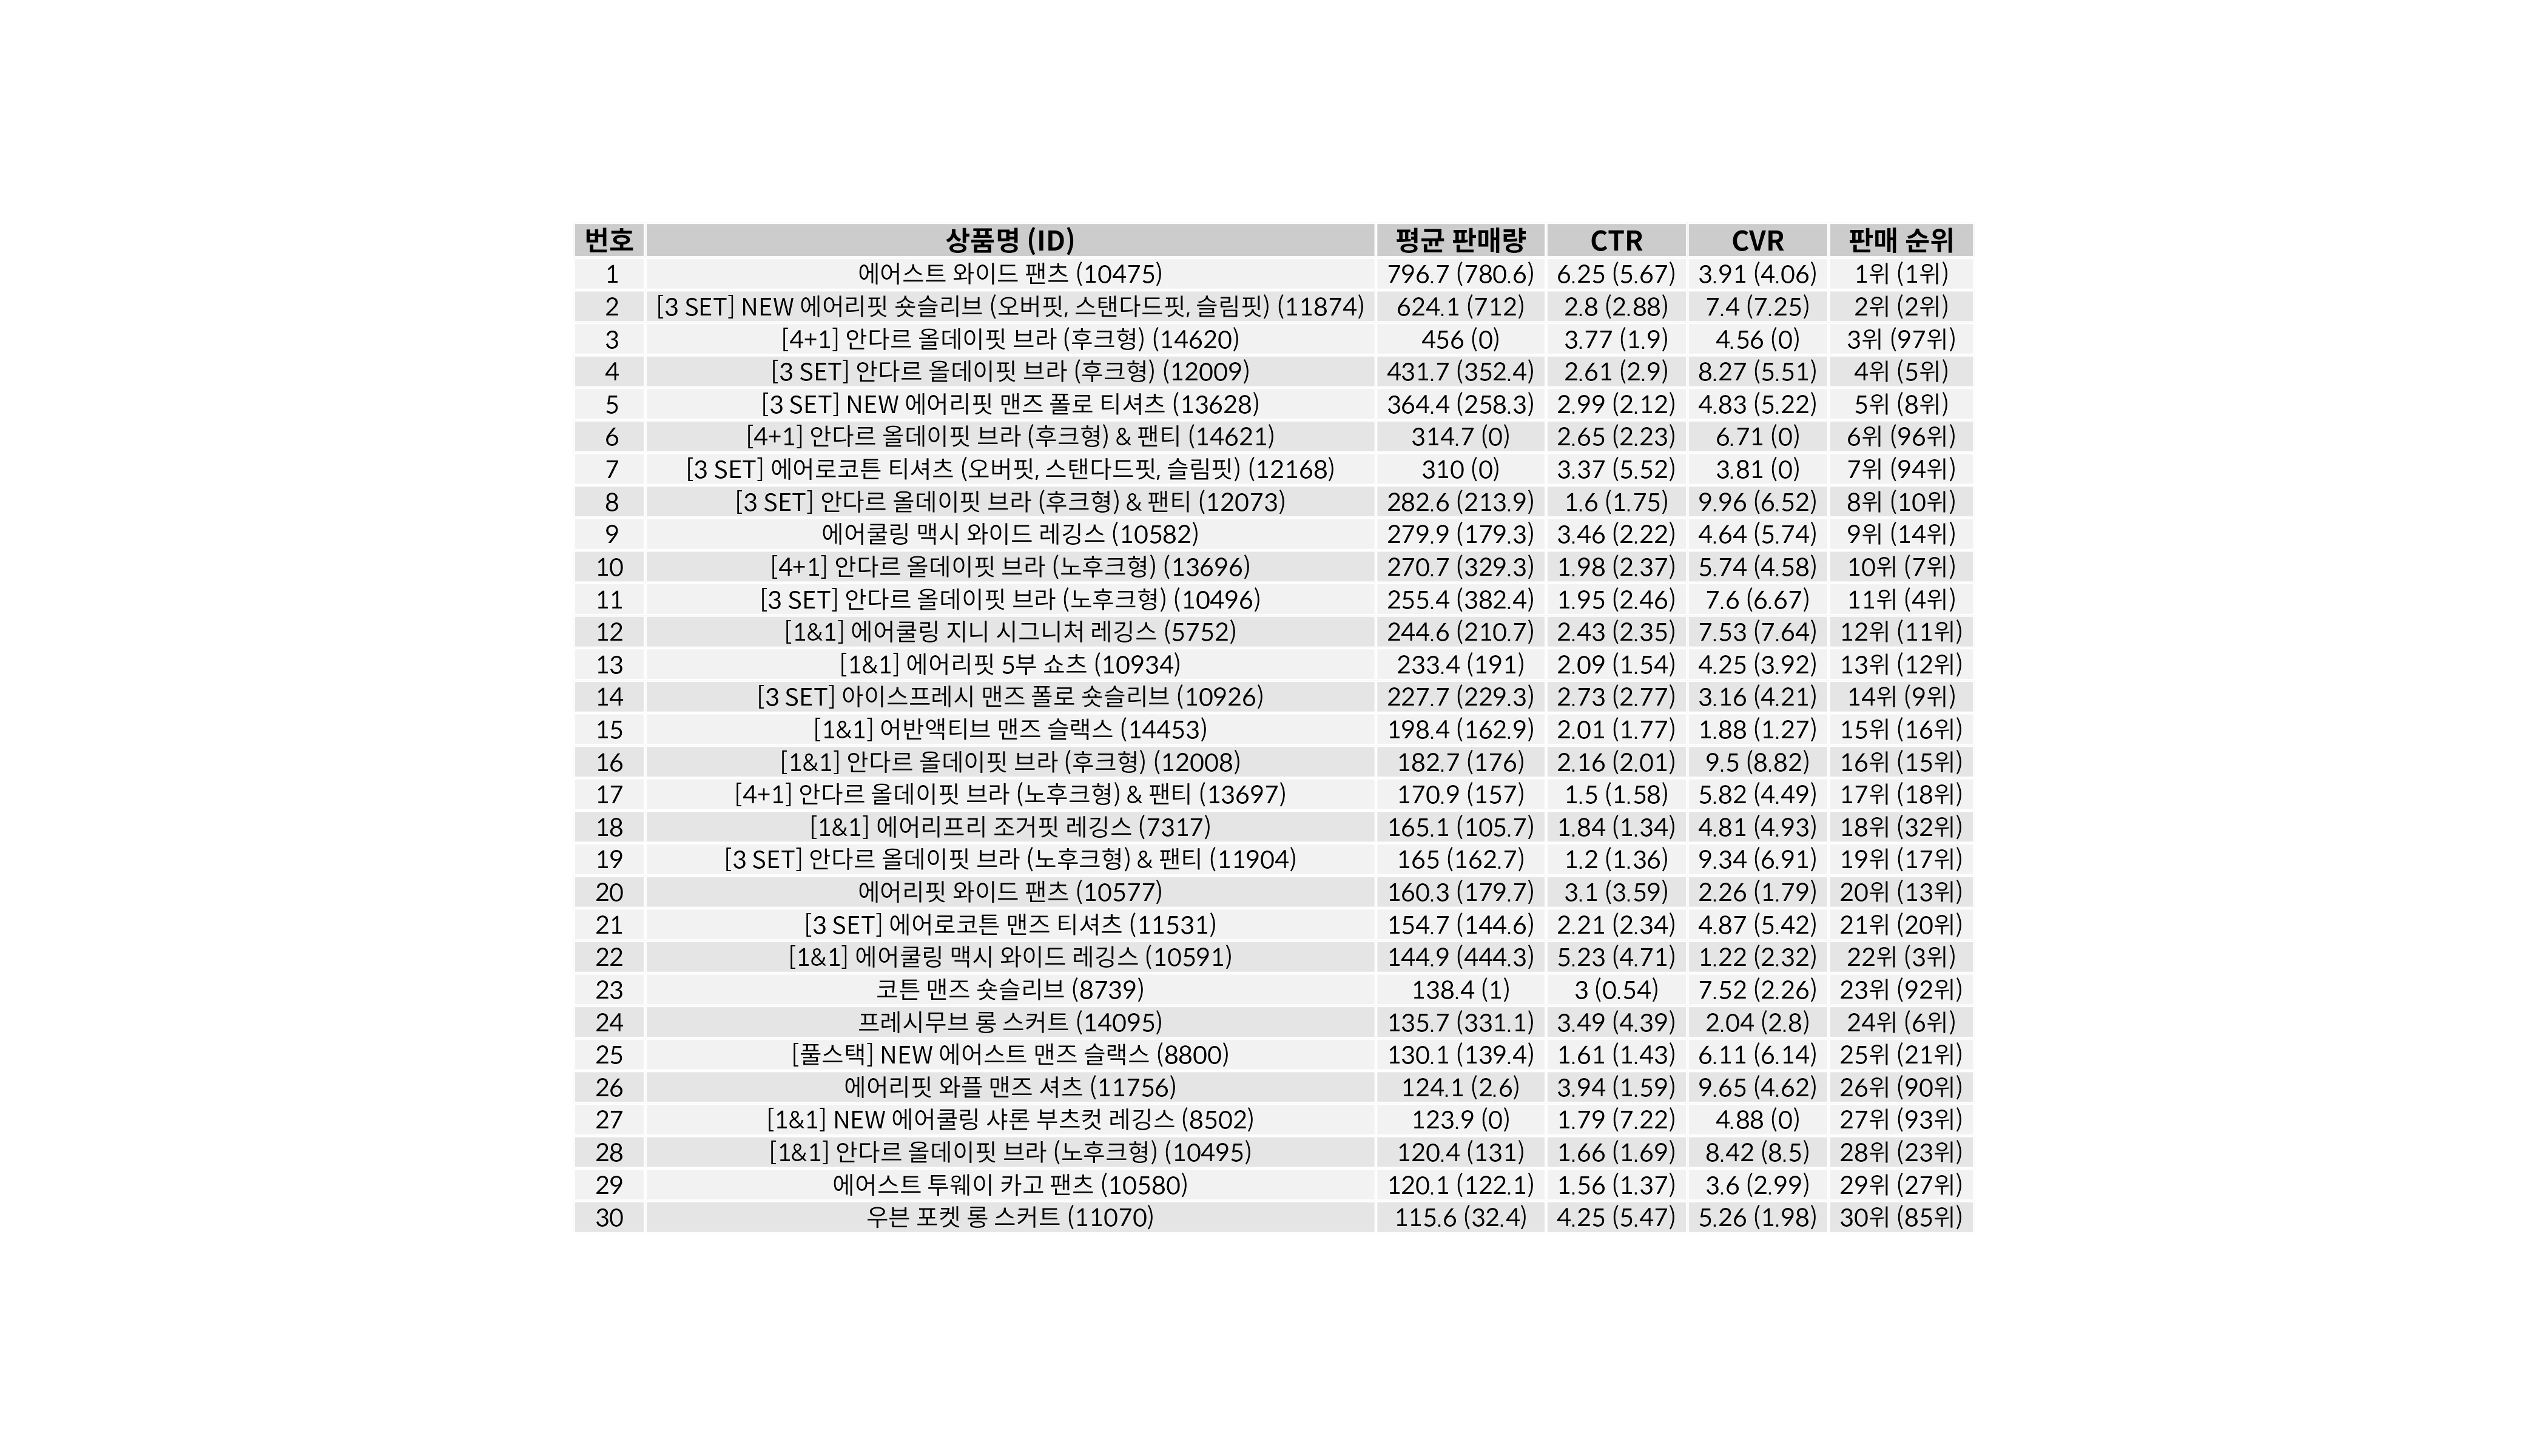 번호 상품명 (ID) 평균 판매량 CTR CVR 판매 순위
1 에어스트 와이드 팬츠 (10475) 796.7 (780.6) 6.25 (5.67) 3.91 (4.06) 1위 (1위)
2 [3 SET] NEW 에어리핏 숏슬리브 (오버핏, 스탠다드핏, 슬림핏) (11874) 624.1 (712) 2.8 (2.88) 7.4 (7.25) 2위 (2위)
3 [4+1] 안다르 올데이핏 브라 (후크형) (14620) 456 (0) 3.77 (1.9) 4.56 (0) 3위 (97위)
4 [3 SET] 안다르 올데이핏 브라 (후크형) (12009) 431.7 (352.4) 2.61 (2.9) 8.27 (5.51) 4위 (5위)
5 [3 SET] NEW 에어리핏 맨즈 폴로 티셔츠 (13628) 364.4 (258.3) 2.99 (2.12) 4.83 (5.22) 5위 (8위)
6 [4+1] 안다르 올데이핏 브라 (후크형) & 팬티 (14621) 314.7 (0) 2.65 (2.23) 6.71 (0) 6위 (96위)
7 [3 SET] 에어로코튼 티셔츠 (오버핏, 스탠다드핏, 슬림핏) (12168) 310 (0) 3.37 (5.52) 3.81 (0) 7위 (94위)
8 [3 SET] 안다르 올데이핏 브라 (후크형) & 팬티 (12073) 282.6 (213.9) 1.6 (1.75) 9.96 (6.52) 8위 (10위)
9 에어쿨링 맥시 와이드 레깅스 (10582) 279.9 (179.3) 3.46 (2.22) 4.64 (5.74) 9위 (14위)
10 [4+1] 안다르 올데이핏 브라 (노후크형) (13696) 270.7 (329.3) 1.98 (2.37) 5.74 (4.58) 10위 (7위)
11 [3 SET] 안다르 올데이핏 브라 (노후크형) (10496) 255.4 (382.4) 1.95 (2.46) 7.6 (6.67) 11위 (4위)
12 [1&1] 에어쿨링 지니 시그니처 레깅스 (5752) 244.6 (210.7) 2.43 (2.35) 7.53 (7.64) 12위 (11위)
13 [1&1] 에어리핏 5부 쇼츠 (10934) 233.4 (191) 2.09 (1.54) 4.25 (3.92) 13위 (12위)
14 [3 SET] 아이스프레시 맨즈 폴로 숏슬리브 (10926) 227.7 (229.3) 2.73 (2.77) 3.16 (4.21) 14위 (9위)
15 [1&1] 어반액티브 맨즈 슬랙스 (14453) 198.4 (162.9) 2.01 (1.77) 1.88 (1.27) 15위 (16위)
16 [1&1] 안다르 올데이핏 브라 (후크형) (12008) 182.7 (176) 2.16 (2.01) 9.5 (8.82) 16위 (15위)
17 [4+1] 안다르 올데이핏 브라 (노후크형) & 팬티 (13697) 170.9 (157) 1.5 (1.58) 5.82 (4.49) 17위 (18위)
18 [1&1] 에어리프리 조거핏 레깅스 (7317) 165.1 (105.7) 1.84 (1.34) 4.81 (4.93) 18위 (32위)
19 [3 SET] 안다르 올데이핏 브라 (노후크형) & 팬티 (11904) 165 (162.7) 1.2 (1.36) 9.34 (6.91) 19위 (17위)
20 에어리핏 와이드 팬츠 (10577) 160.3 (179.7) 3.1 (3.59) 2.26 (1.79) 20위 (13위)
21 [3 SET] 에어로코튼 맨즈 티셔츠 (11531) 154.7 (144.6) 2.21 (2.34) 4.87 (5.42) 21위 (20위)
22 [1&1] 에어쿨링 맥시 와이드 레깅스 (10591) 144.9 (444.3) 5.23 (4.71) 1.22 (2.32) 22위 (3위)
23 코튼 맨즈 숏슬리브 (8739) 138.4 (1) 3 (0.54) 7.52 (2.26) 23위 (92위)
24 프레시무브 롱 스커트 (14095) 135.7 (331.1) 3.49 (4.39) 2.04 (2.8) 24위 (6위)
25 [풀스택] NEW 에어스트 맨즈 슬랙스 (8800) 130.1 (139.4) 1.61 (1.43) 6.11 (6.14) 25위 (21위)
26 에어리핏 와플 맨즈 셔츠 (11756) 124.1 (2.6) 3.94 (1.59) 9.65 (4.62) 26위 (90위)
27 [1&1] NEW 에어쿨링 샤론 부츠컷 레깅스 (8502) 123.9 (0) 1.79 (7.22) 4.88 (0) 27위 (93위)
28 [1&1] 안다르 올데이핏 브라 (노후크형) (10495) 120.4 (131) 1.66 (1.69) 8.42 (8.5) 28위 (23위)
29 에어스트 투웨이 카고 팬츠 (10580) 120.1 (122.1) 1.56 (1.37) 3.6 (2.99) 29위 (27위)
30 우븐 포켓 롱 스커트 (11070) 115.6 (32.4) 4.25 (5.47) 5.26 (1.98) 30위 (85위)